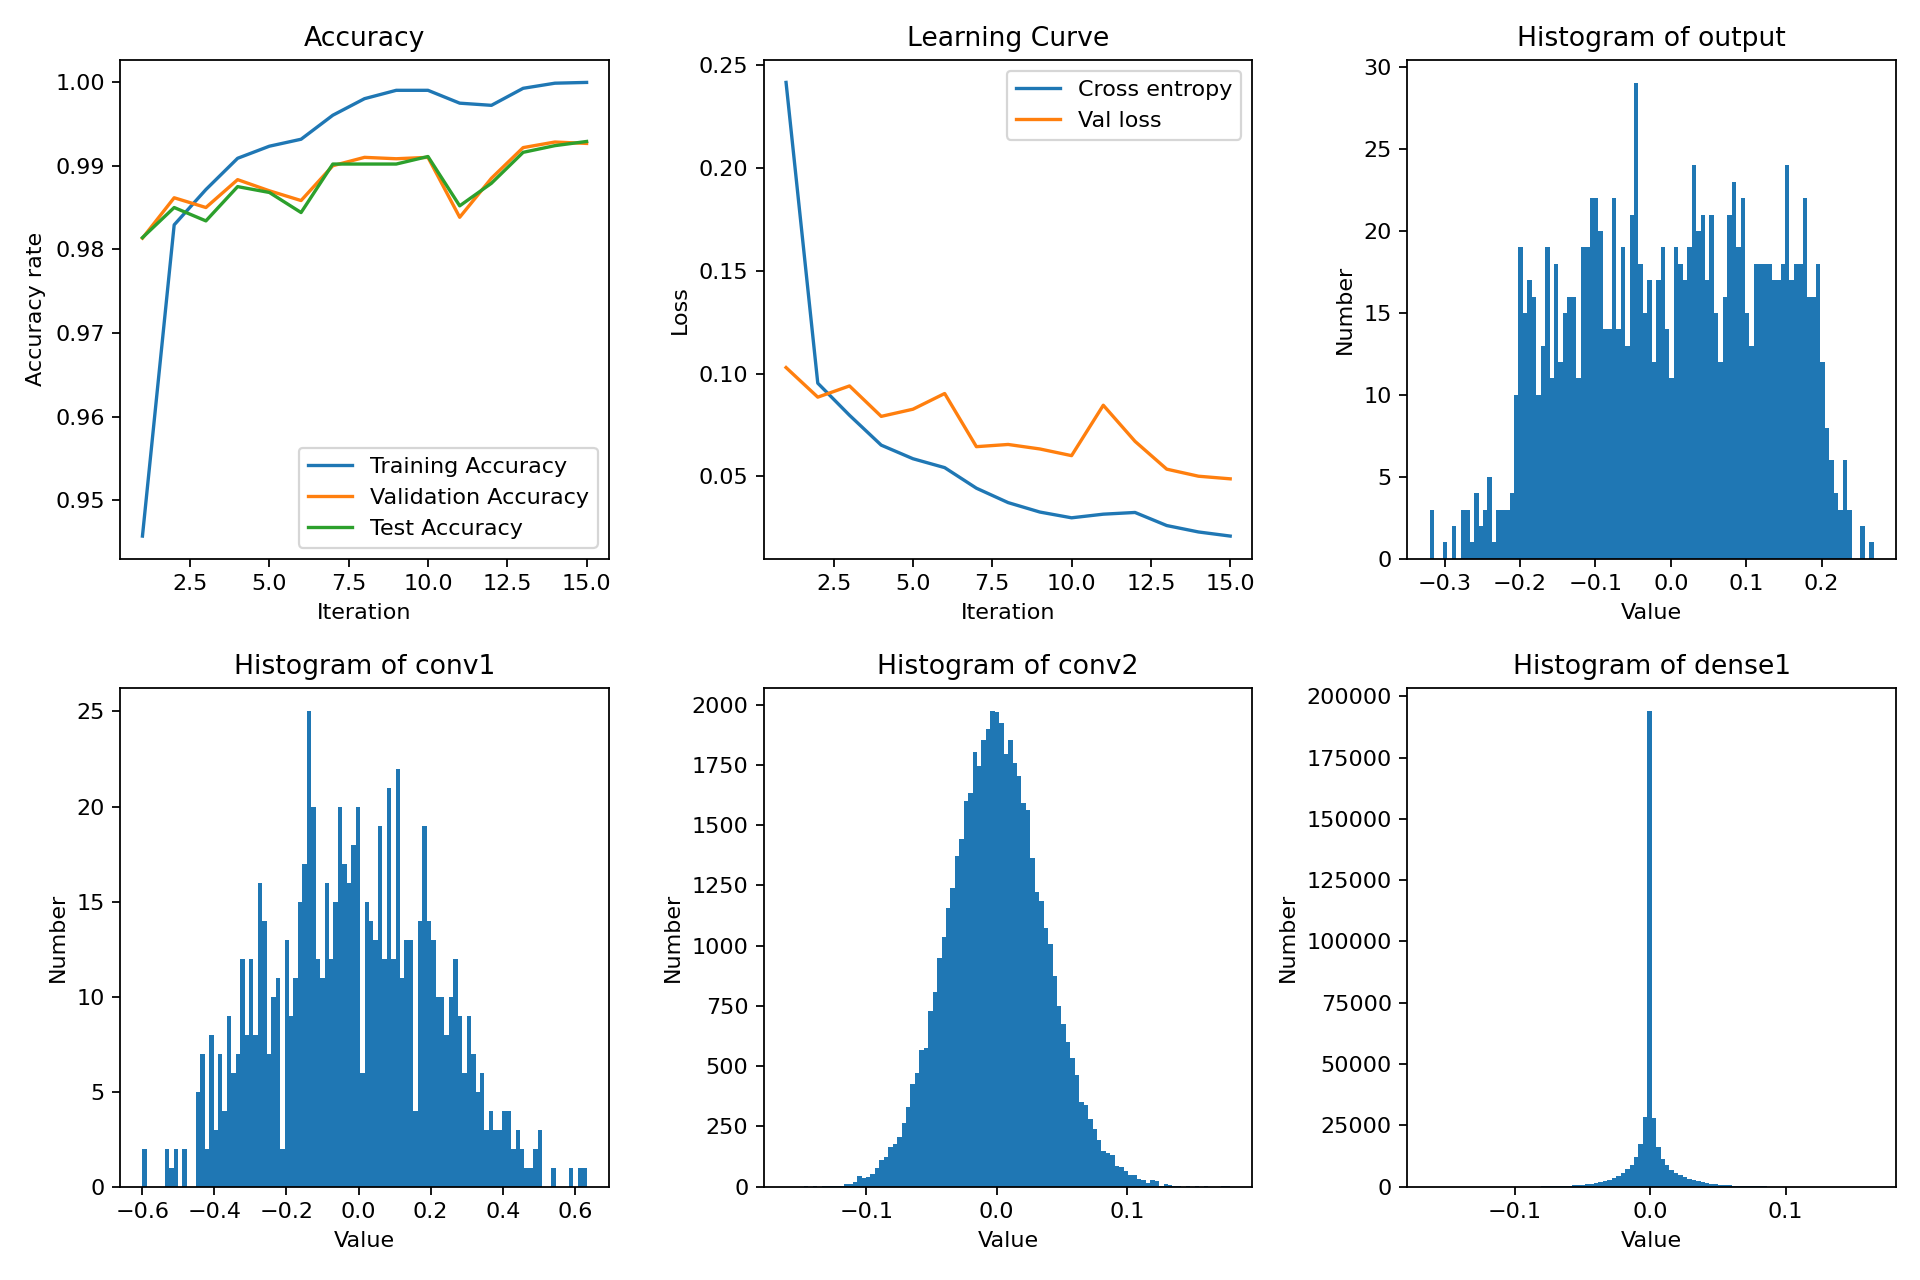 Accuracy
1.00
0.99
0.98
0.97
0.96
0.95
Accuracy rate
Training Accuracy
Validation Accuracy
Test Accuracy
2.5 5.0 7.5 10.0 12.5 15.0
Iteration
Learning Curve
0.25
0.20
0.15
0.10
0.05
Loss
Cross entropy
Val loss
2.5 5.0 7.5 10.0 12.5 15.0
Iteration
Histogram of output
30
25
20
15
10
5
0
Number
−0.3 −0.2 −0.1 0.0 0.1 0.2
Value
Histogram of conv1
25
20
15
10
5
0
Number
−0.6 −0.4 −0.2 0.0 0.2 0.4 0.6
Value
Histogram of conv2
2000
1750
1500
1250
1000
750
500
250
0
Number
−0.1 0.0 0.1
Value
Histogram of dense1
200000
175000
150000
125000
100000
75000
50000
25000
0
Number
−0.1 0.0 0.1
Value